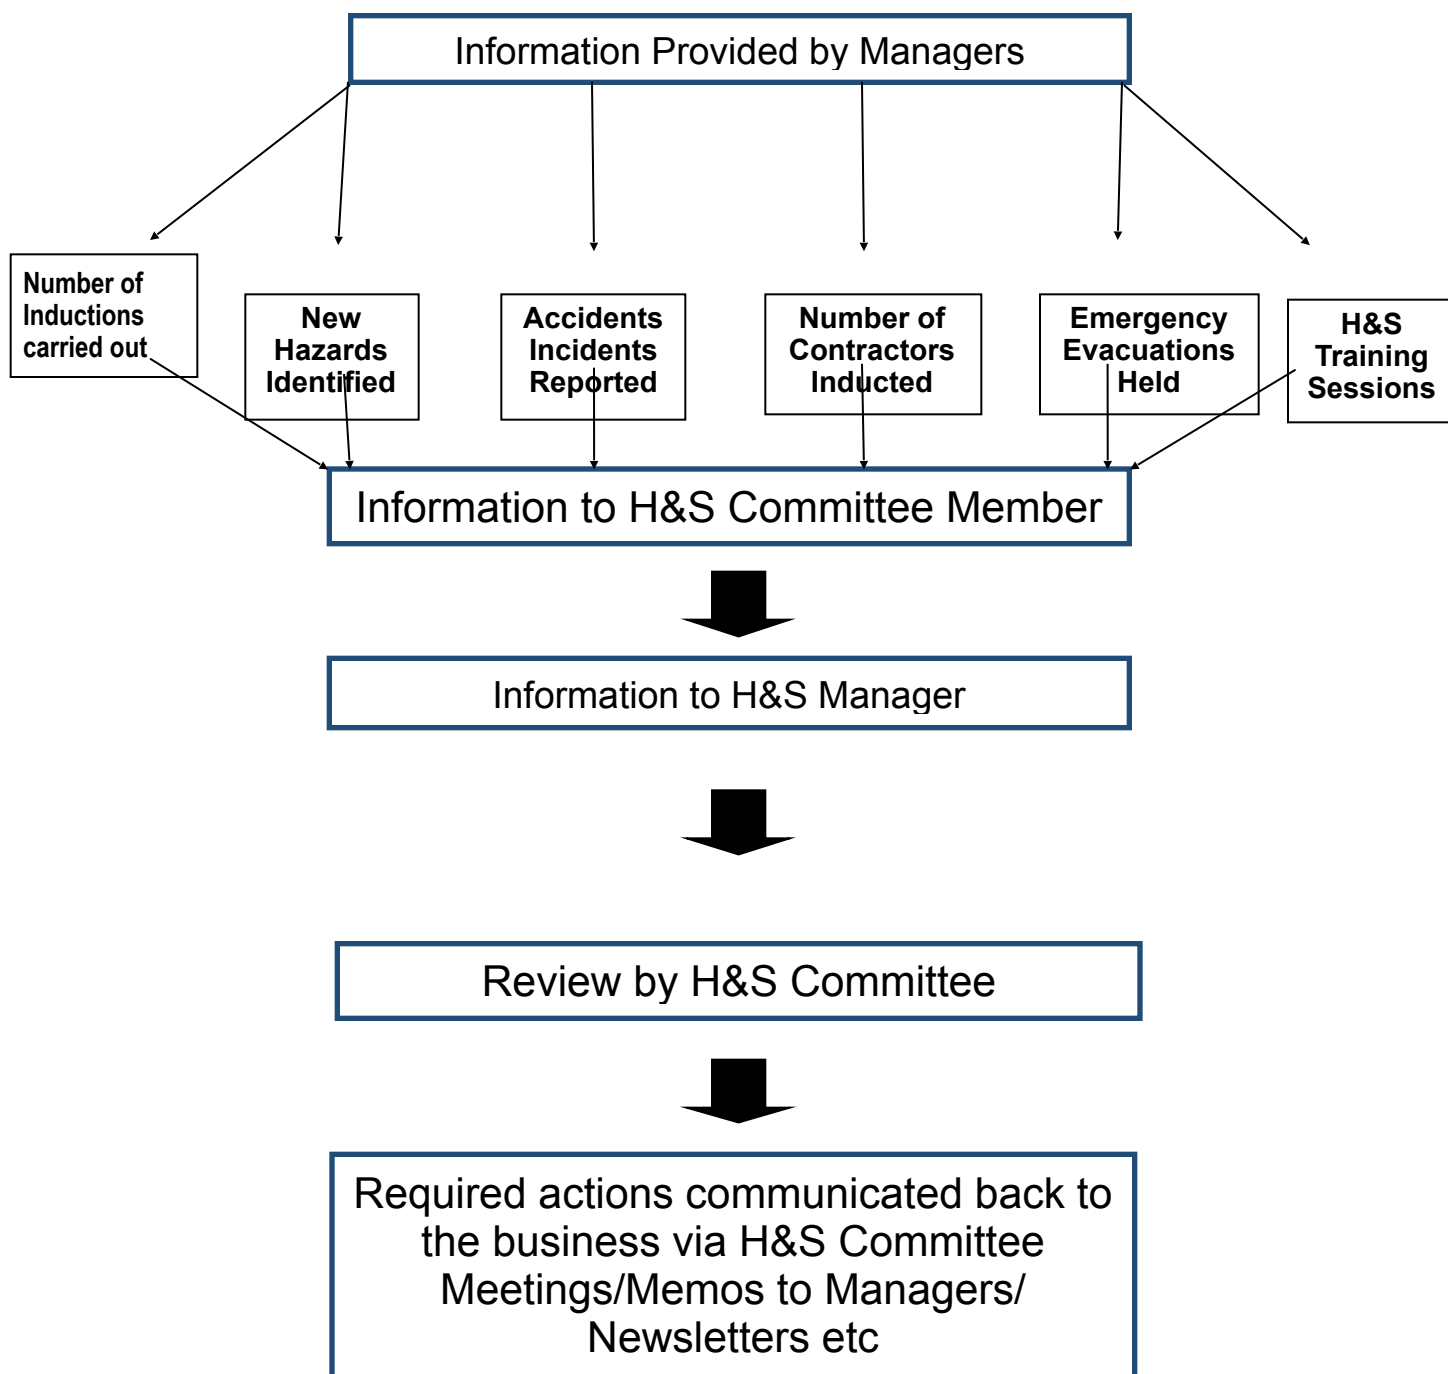 Information Provided by Managers
Number of
Inductions
carried out
New
Hazards
Identified
Accidents
Incidents
Reported
Number of
Contractors
Inducted
Emergency
Evacuations
Held
H&S
Training
Sessions
Information to H&S Committee Member
Information to H&S Manager
Review by H&S Committee
Required actions communicated back to
the business via H&S Committee
Meetings/Memos to Managers/
Newsletters etc